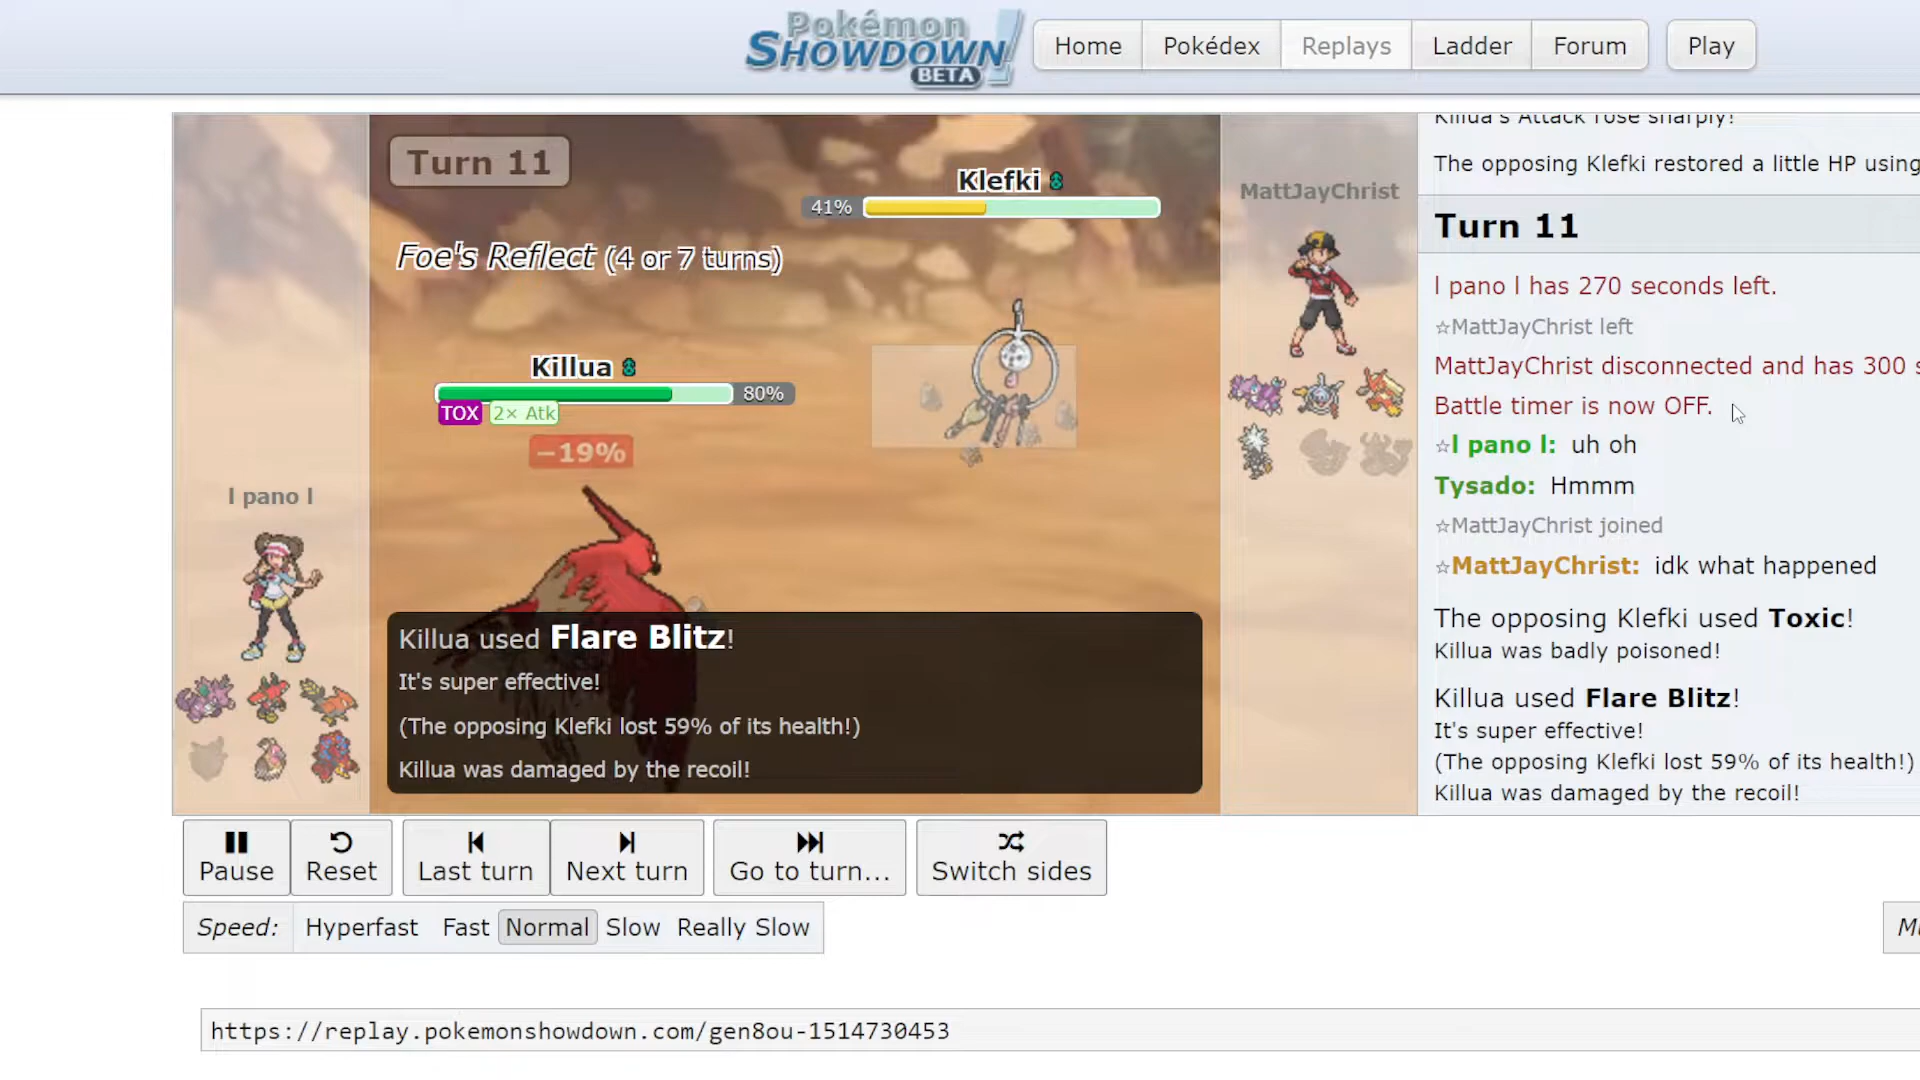 Pokémon
SHOWDOWN!
BETA
Home
Pokédex
Replays
Ladder
Forum
Play
Turn 11
Klefki
41%
Foe's Reflect (4 or 7 turns)
Killua
80%
TOX
2× Atk
−19%
l pano l
MattJayChrist
Killua used Flare Blitz!
It's super effective!
(The opposing Klefki lost 59% of its health!)
Killua was damaged by the recoil!
Killua's Attack rose sharply!
The opposing Klefki restored a little HP using
Turn 11
l pano l has 270 seconds left.
☆MattJayChrist left
MattJayChrist disconnected and has 300 s
Battle timer is now OFF.
☆l pano l: uh oh
Tysado: Hmmm
☆MattJayChrist joined
☆MattJayChrist: idk what happened
The opposing Klefki used Toxic!
Killua was badly poisoned!
Killua used Flare Blitz!
It's super effective!
(The opposing Klefki lost 59% of its health!)
Killua was damaged by the recoil!
Pause
Reset
Last turn
Next turn
Go to turn...
Switch sides
Speed:
Hyperfast
Fast
Normal
Slow
Really Slow
https://replay.pokemonshowdown.com/gen8ou-1514730453